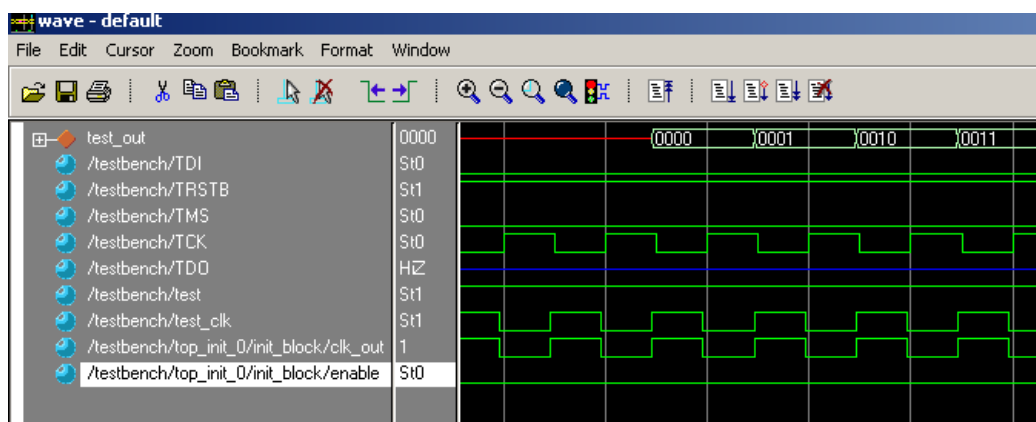 wave - default
File Edit Cursor Zoom Bookmark Format Window
test_out 0000 0000 0001 0010 0011
/testbench/TDI St0
/testbench/TRSTB St1
/testbench/TMS St0
/testbench/TCK St0
/testbench/TDO HiZ
/testbench/test St1
/testbench/test_clk St1
/testbench/top_init_0/init_block/clk_out 1
/testbench/top_init_0/init_block/enable St0